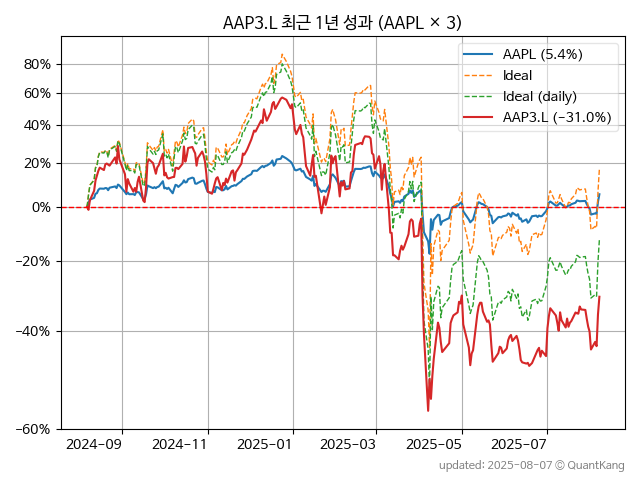 AAP3.L 최근 1년 성과 (AAPL × 3)
AAPL (5.4%)
Ideal
Ideal (daily)
AAP3.L (−31.0%)
80%
60%
40%
20%
0%
−20%
−40%
−60%
2024-09
2024-11
2025-01
2025-03
2025-05
2025-07
updated: 2025-08-07 © QuantKang